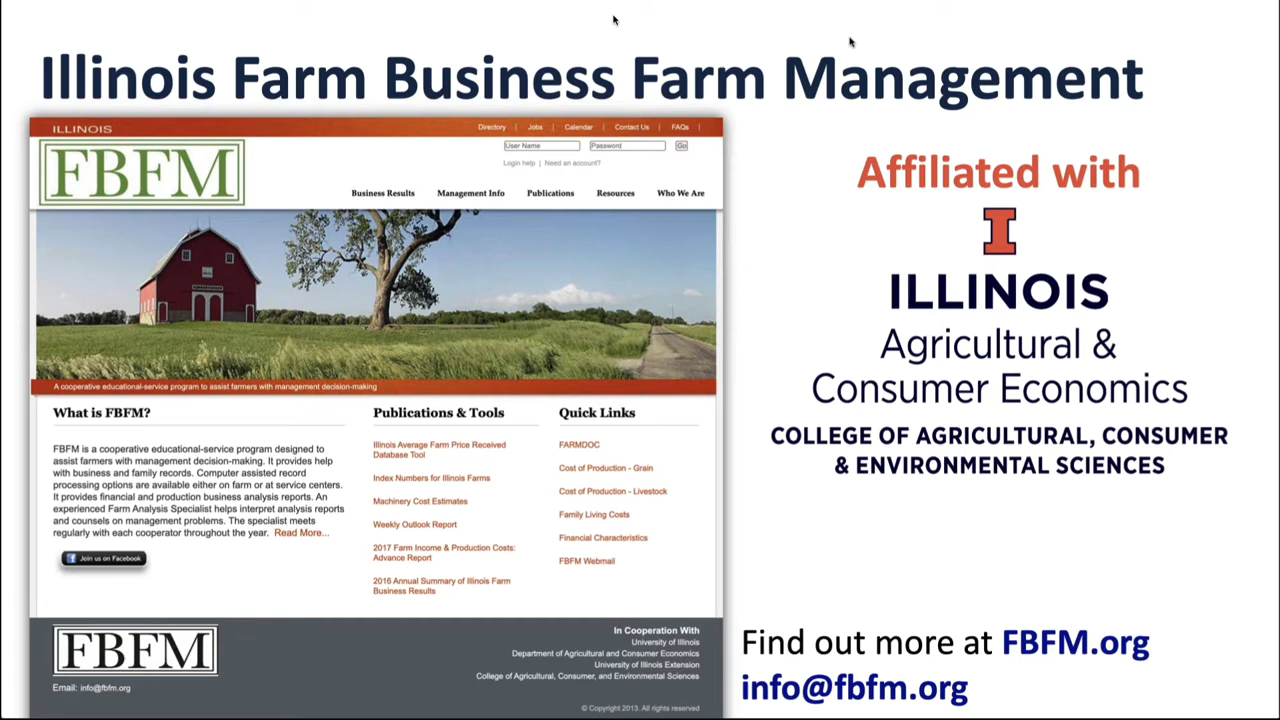 Illinois Farm Business Farm Management
ILLINOIS
Directory | Jobs | Calendar | Contact Us | FAQs |
FBFM
User Name Password Go
Login help | Need an account?
Business Results Management Info Publications Resources Who We Are
A cooperative educational-service program to assist farmers with management decision-making
What is FBFM?
FBFM is a cooperative educational-service program designed to
assist farmers with management decision-making. It provides help
with business and family records. Computer assisted record
processing options are available either on farm or at service centers.
It provides financial and production business analysis reports. An
experienced Farm Analysis Specialist helps interpret analysis reports
and counsels on management problems. The specialist meets
regularly with each cooperator throughout the year. Read More...
Join us on Facebook
Publications & Tools
Illinois Average Farm Price Received
Database Tool
Index Numbers for Illinois Farms
Machinery Cost Estimates
Weekly Outlook Report
2017 Farm Income & Production Costs:
Advance Report
2016 Annual Summary of Illinois Farm
Business Results
Quick Links
FARMDOC
Cost of Production - Grain
Cost of Production - Livestock
Family Living Costs
Financial Characteristics
FBFM Webmail
FBFM
Email: info@fbfm.org
In Cooperation With
University of Illinois
Department of Agricultural and Consumer Economics
University of Illinois Extension
College of Agricultural, Consumer, and Environmental Sciences
© Copyright 2013. All rights reserved
Affiliated with
I
ILLINOIS
Agricultural &
Consumer Economics
COLLEGE OF AGRICULTURAL, CONSUMER
& ENVIRONMENTAL SCIENCES
Find out more at FBFM.org
info@fbfm.org